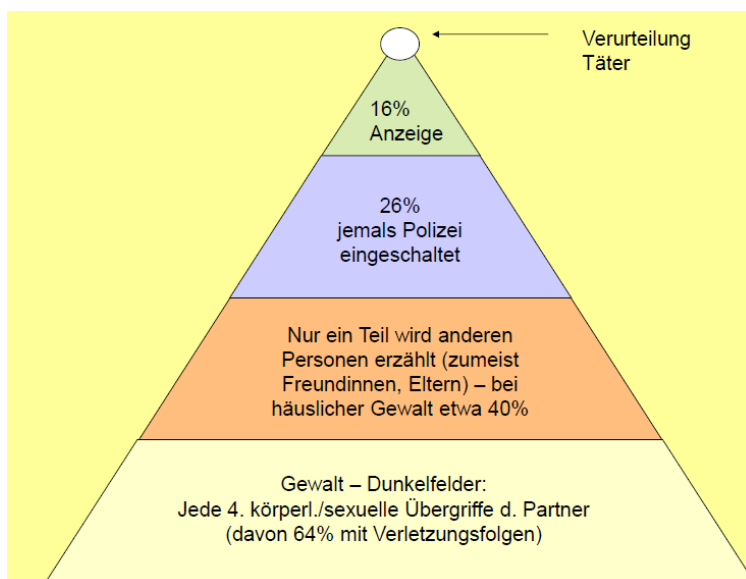 Verurteilung
Täter
16%
Anzeige
26%
jemals Polizei
eingeschaltet
Nur ein Teil wird anderen
Personen erzählt (zumeist
Freundinnen, Eltern) – bei
häuslicher Gewalt etwa 40%
Gewalt – Dunkelfelder:
Jede 4. körperl./sexuelle Übergriffe d. Partner
(davon 64% mit Verletzungsfolgen)